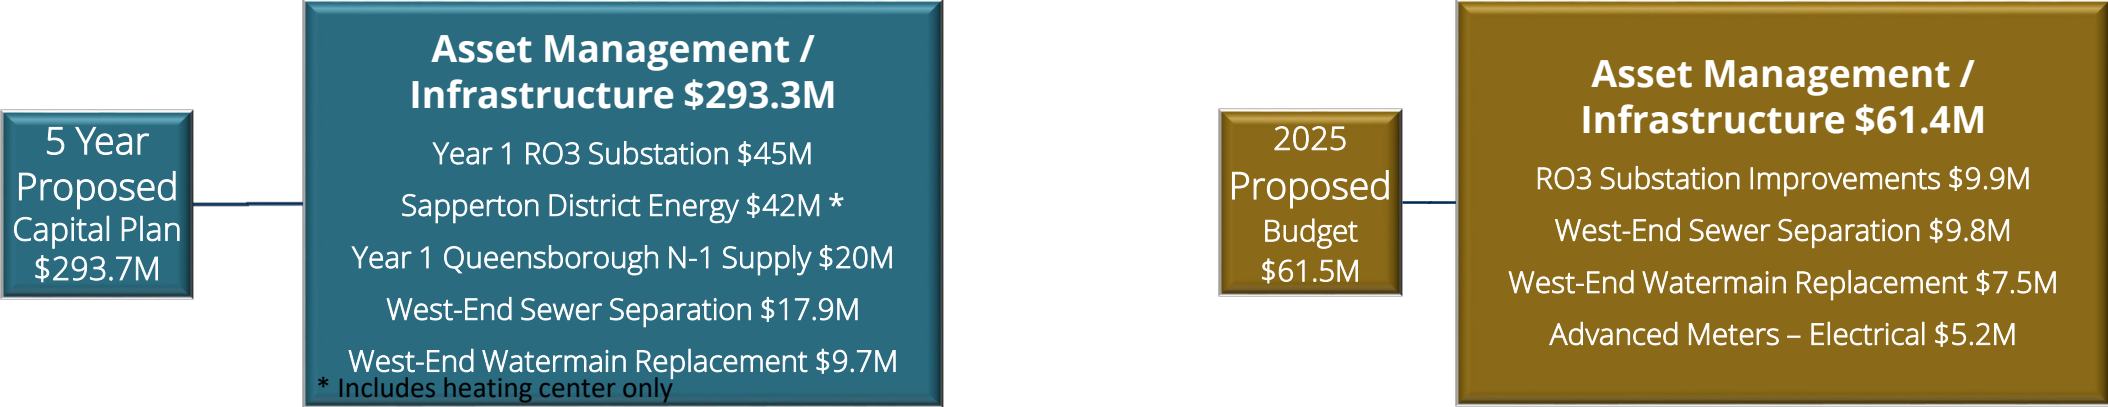 5 Year
Proposed
Capital Plan
$293.7M
Asset Management /
Infrastructure $293.3M
Year 1 RO3 Substation $45M
Sapperton District Energy $42M *
Year 1 Queensborough N-1 Supply $20M
West-End Sewer Separation $17.9M
West-End Watermain Replacement $9.7M
* Includes heating center only
2025
Proposed
Budget
$61.5M
Asset Management /
Infrastructure $61.4M
RO3 Substation Improvements $9.9M
West-End Sewer Separation $9.8M
West-End Watermain Replacement $7.5M
Advanced Meters – Electrical $5.2M